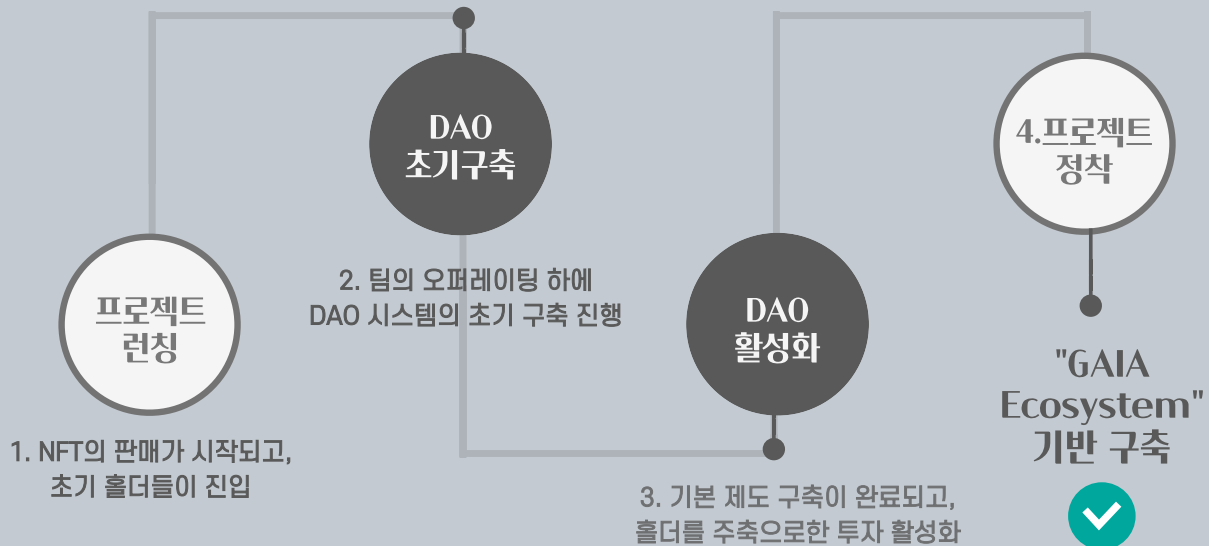 프로젝트
런칭
1. NFT의 판매가 시작되고,
초기 홀더들이 진입
DAO
초기구축
2. 팀의 오퍼레이팅 하에
DAO 시스템의 초기 구축 진행
DAO
활성화
3. 기본 제도 구축이 완료되고,
홀더를 주축으로한 투자 활성화
4.프로젝트
정착
"GAIA
Ecosystem"
기반 구축